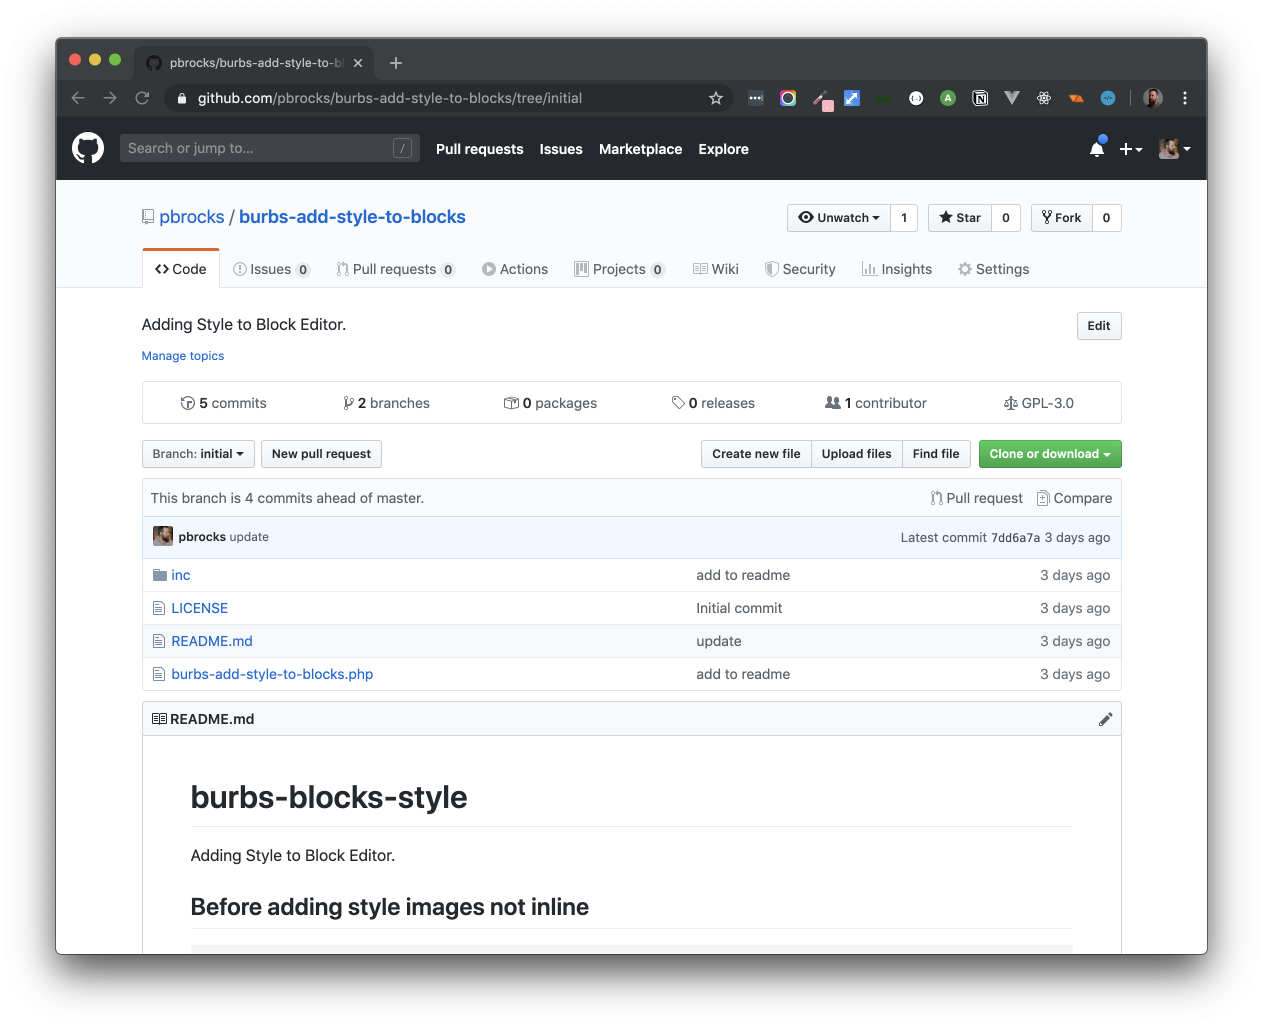 pbrocks/burbs-add-style-to-bl
github.com/pbrocks/burbs-add-style-to-blocks/tree/initial
Search or jump to... / Pull requests Issues Marketplace Explore
pbrocks / burbs-add-style-to-blocks Unwatch 1 Star 0 Fork 0
Code Issues 0 Pull requests 0 Actions Projects 0 Wiki Security Insights Settings
Adding Style to Block Editor. Edit
Manage topics
5 commits 2 branches 0 packages 0 releases 1 contributor GPL-3.0
Branch: initial New pull request Create new file Upload files Find file Clone or download
This branch is 4 commits ahead of master. Pull request Compare
pbrocks update Latest commit 7dd6a7a 3 days ago
inc add to readme 3 days ago
LICENSE Initial commit 3 days ago
README.md update 3 days ago
burbs-add-style-to-blocks.php add to readme 3 days ago
README.md
burbs-blocks-style
Adding Style to Block Editor.
Before adding style images not inline